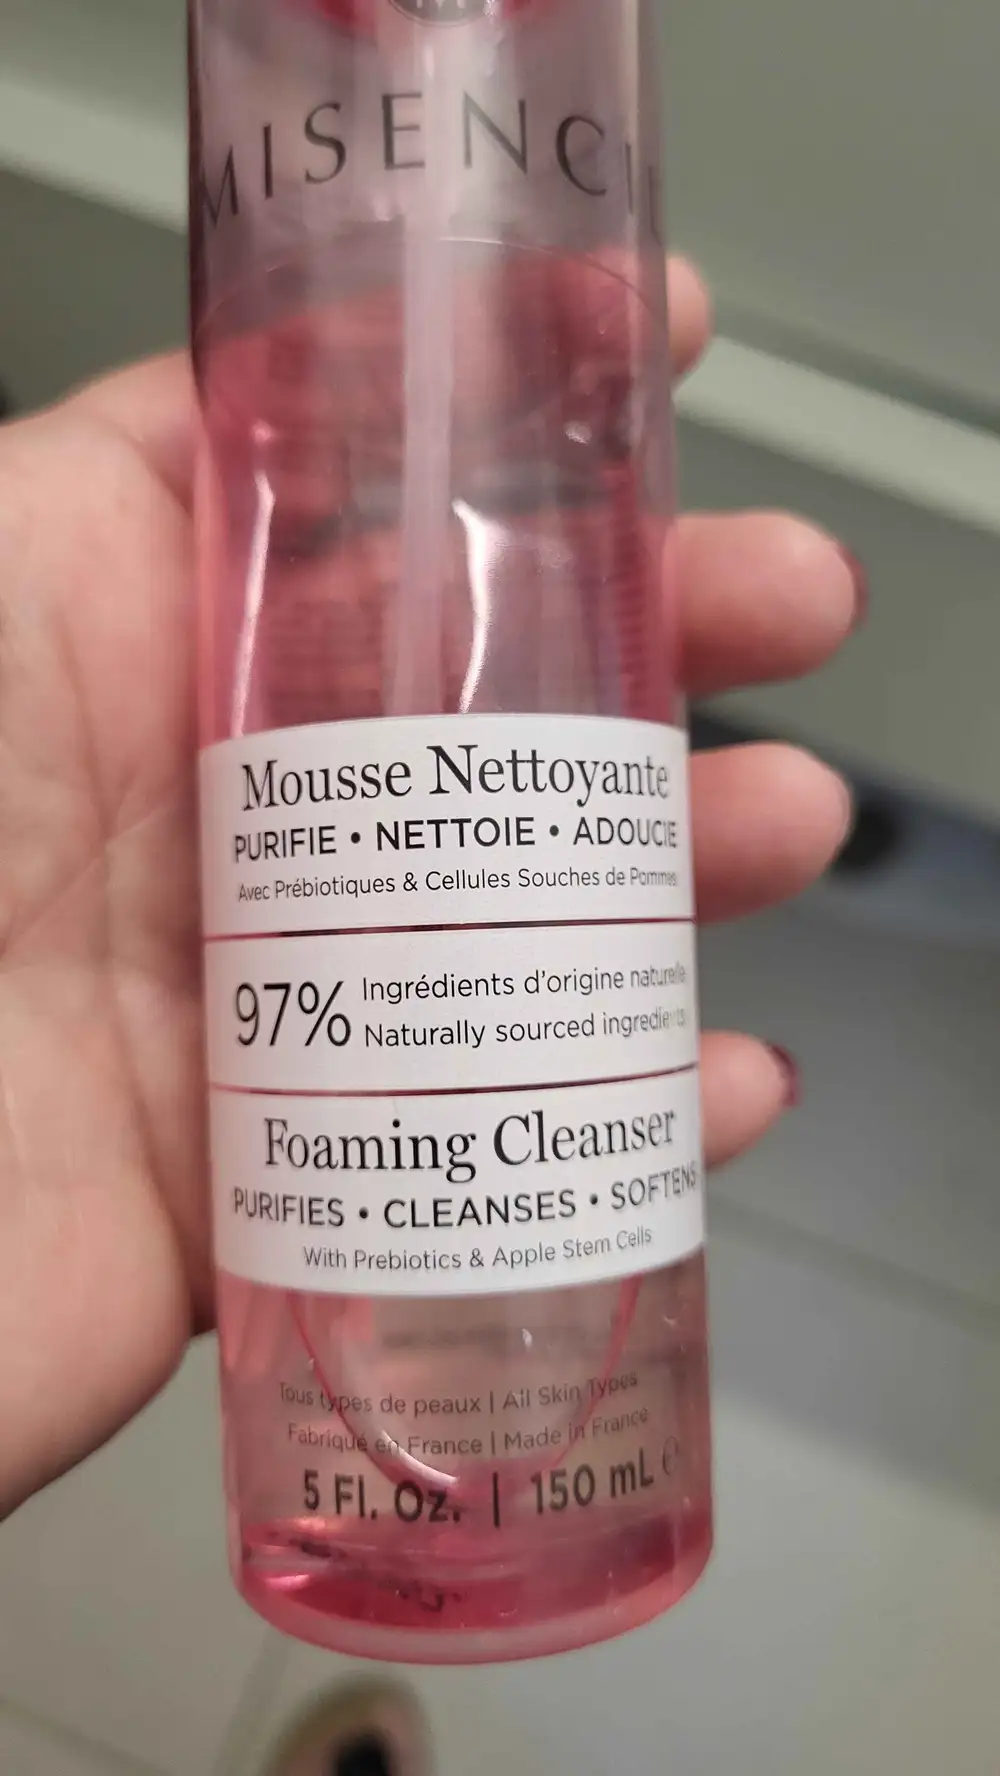 MISENCIL
Mousse Nettoyante
PURIFIE • NETTOIE • ADOUCIE
Avec Prébiotiques & Cellules Souches de Pommes
97% Ingrédients d'origine naturelle
Naturally sourced ingredients
Foaming Cleanser
PURIFIES • CLEANSES • SOFTENS
With Prebiotics & Apple Stem Cells
Tous types de peaux | All Skin Types
Fabriqué en France | Made in France
5 Fl. Oz. | 150 mL e